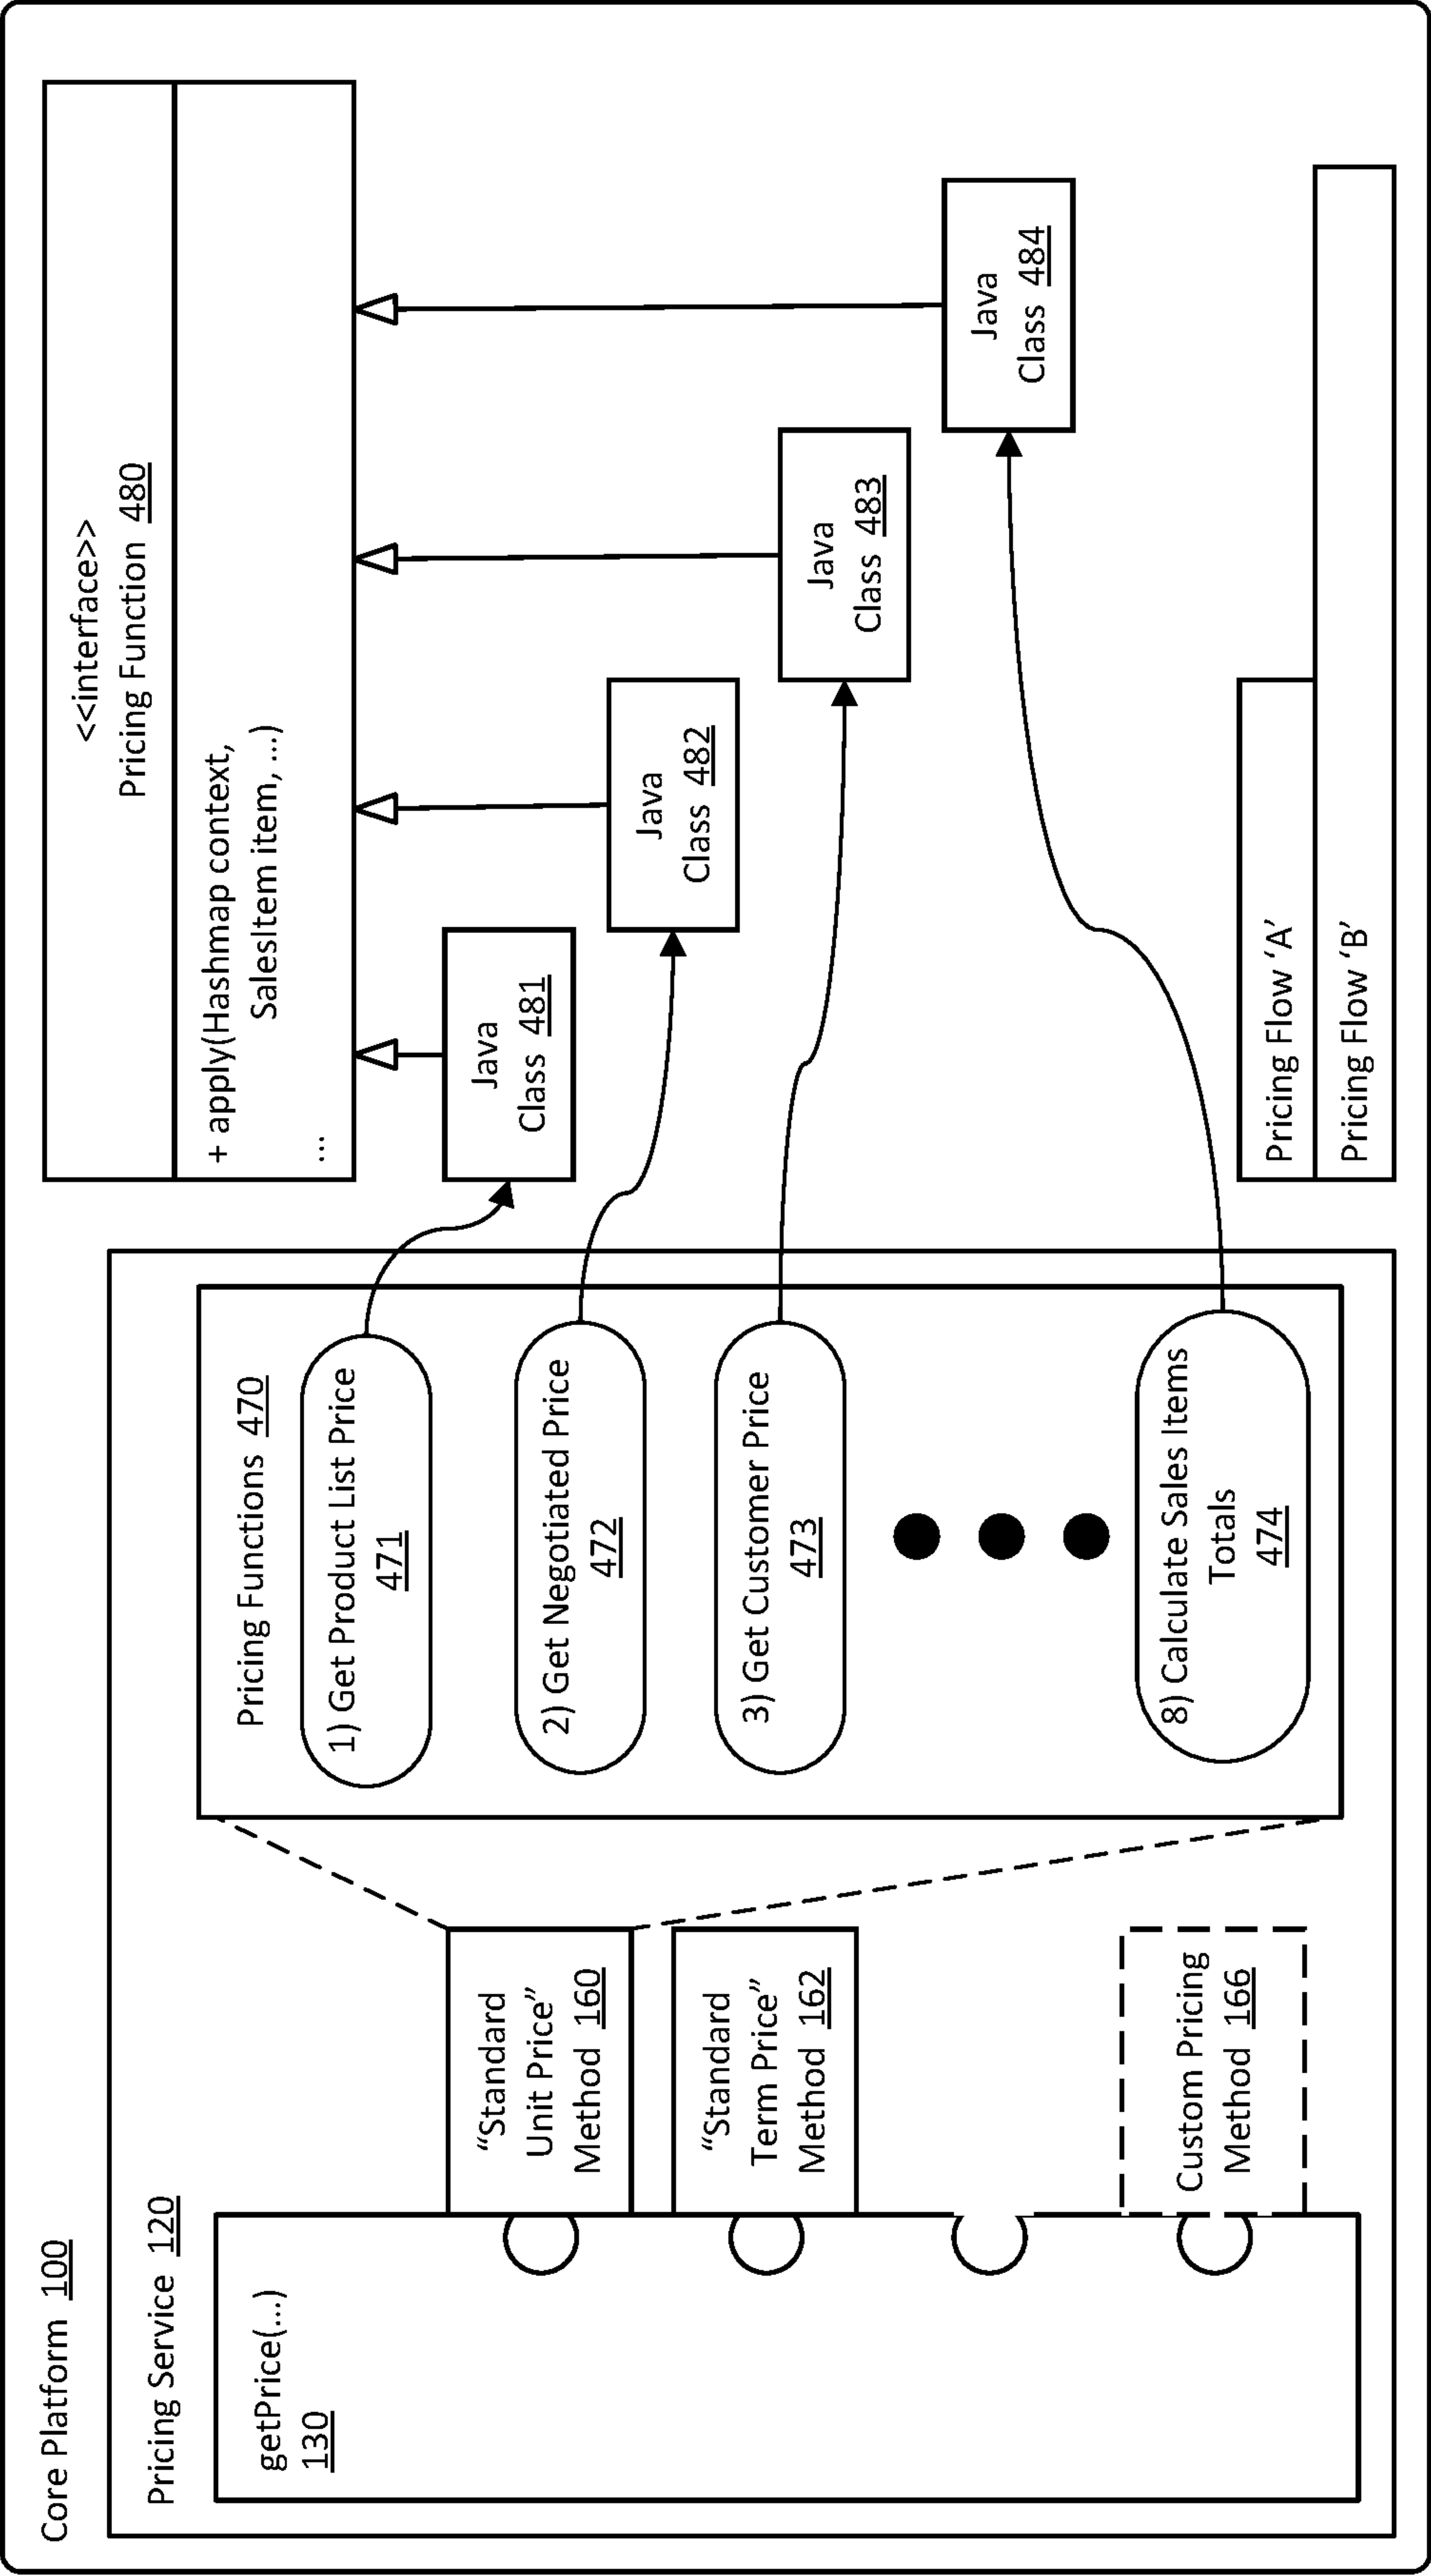 Core Platform 100
Pricing Service 120
getPrice(...)
130
“Standard
Unit Price”
Method 160
“Standard
Term Price”
Method 162
Custom Pricing
Method 166
Pricing Functions 470
1) Get Product List Price
471
2) Get Negotiated Price
472
3) Get Customer Price
473
8) Calculate Sales Items
Totals
474
<<interface>>
Pricing Function 480
+ apply(Hashmap context,
SalesItem item, ...)
...
Java
Class 481
Java
Class 482
Java
Class 483
Java
Class 484
Pricing Flow ‘A’
Pricing Flow ‘B’